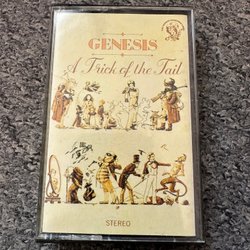 GENESIS
A Trick of the Tail
STEREO